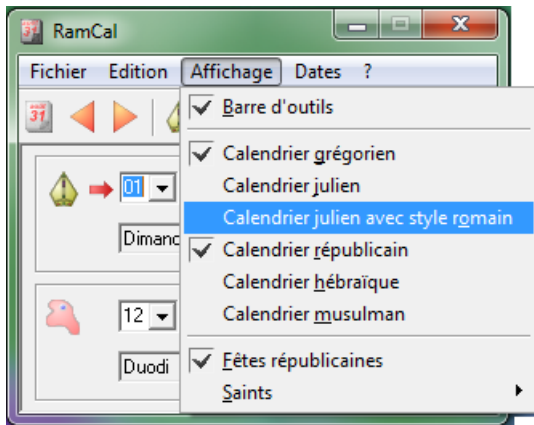 RamCal
Fichier Edition Affichage Dates ?
31
Barre d'outils
Calendrier grégorien
01
Calendrier julien
Calendrier julien avec style romain
Dimanc
Calendrier républicain
Calendrier hébraïque
12
Calendrier musulman
Duodi
Fêtes républicaines
Saints